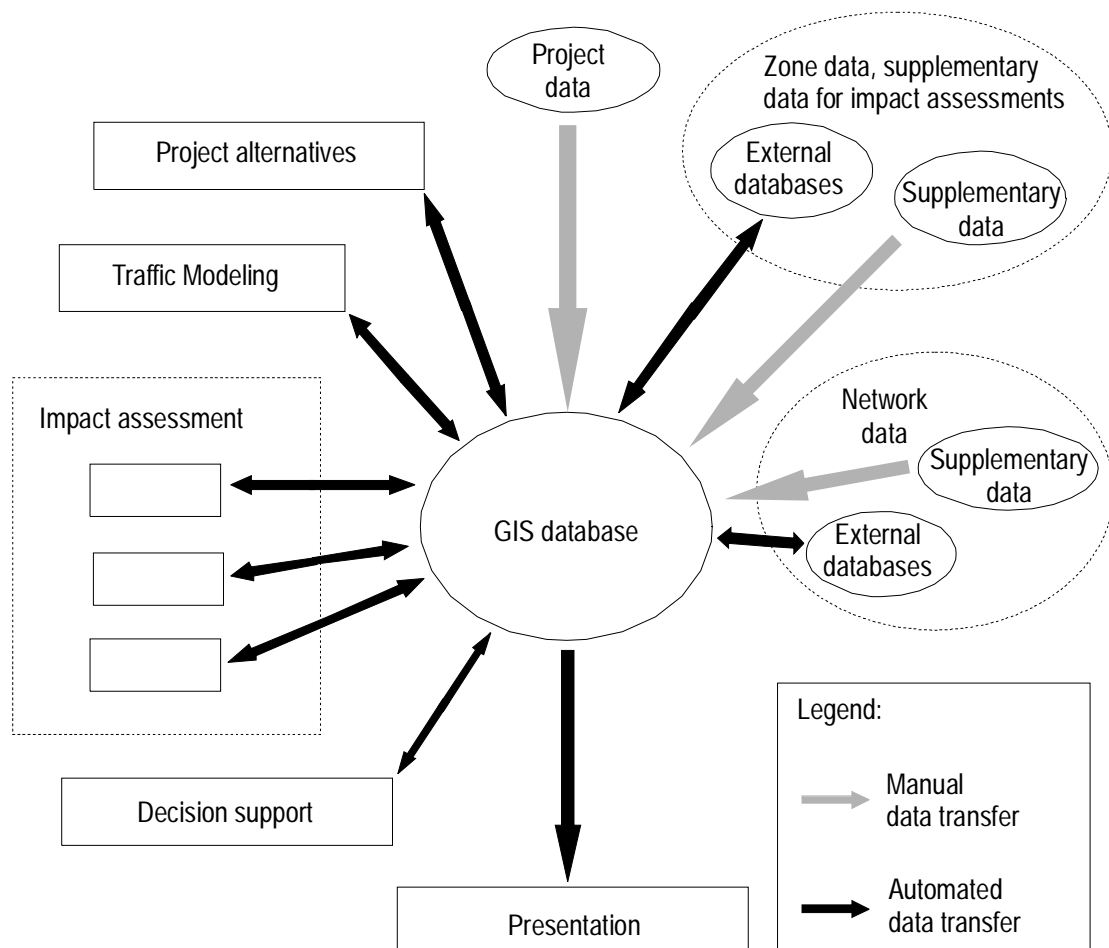 Project
data
Zone data, supplementary
data for impact assessments
External
databases
Supplementary
data
Project alternatives
Traffic Modeling
Impact assessment
Network
data
Supplementary
data
External
databases
GIS database
Decision support
Presentation
Legend:
Manual
data transfer
Automated
data transfer